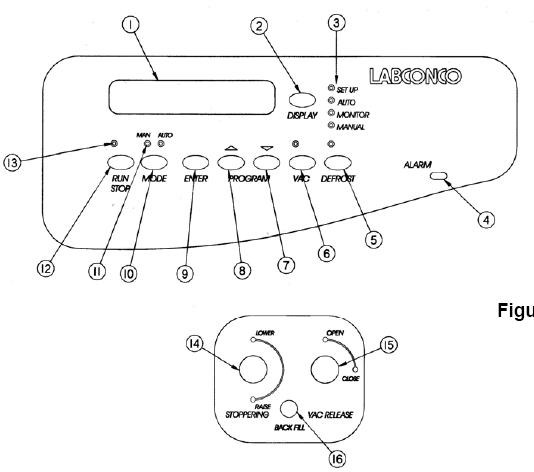 1 2 3
LABCONCO
SET UP
AUTO
DISPLAY MONITOR
MANUAL
MAN AUTO
13
ALARM
RUN STOP MODE ENTER PROGRAM VAC DEFROST
4
12 11 10 9 8 7 6 5
Figu
14 LOWER OPEN 15
CLOSE
RAISE
STOPPERING VAC RELEASE
BACK FILL
16